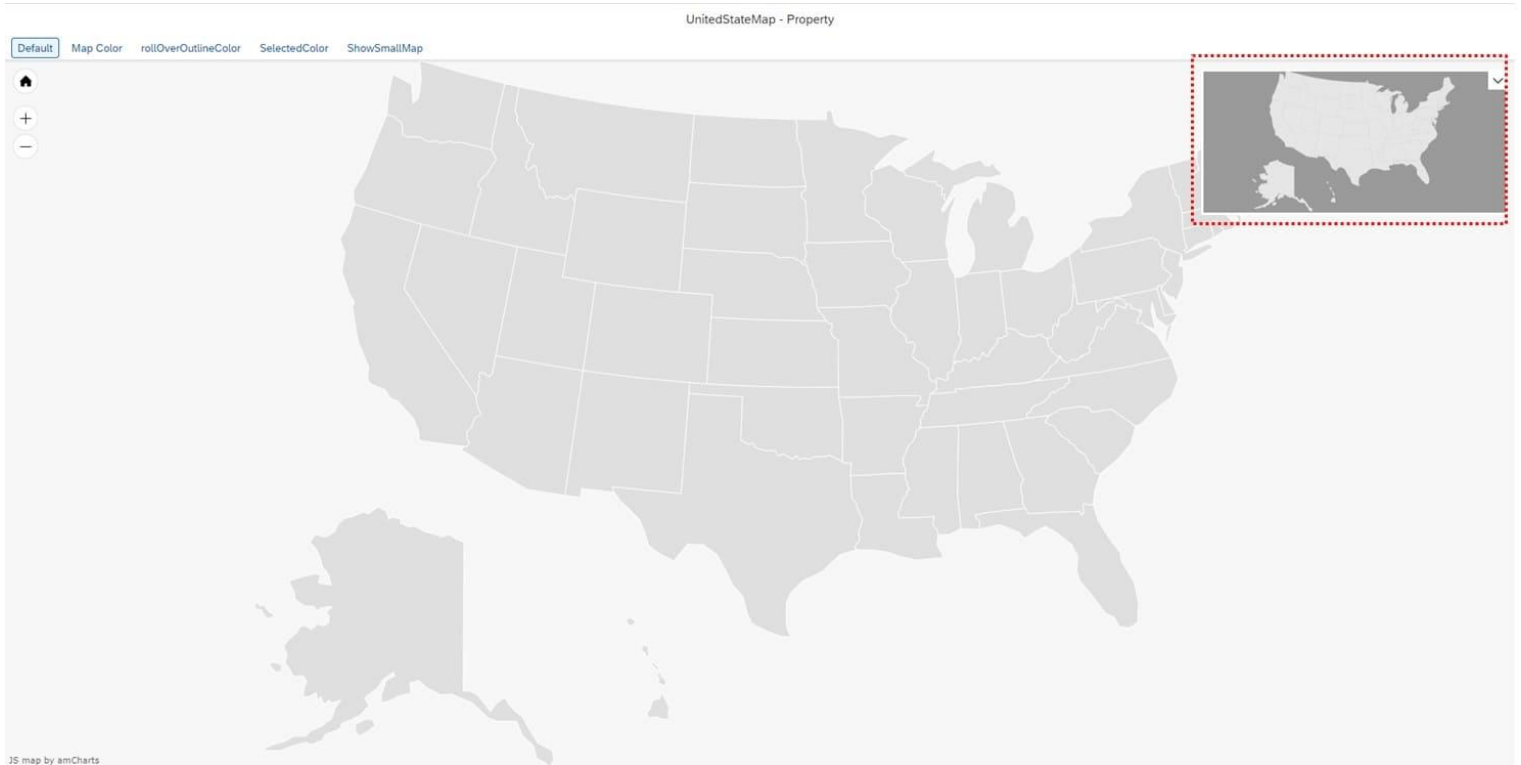 UnitedStateMap - Property
Default Map Color rollOverOutlineColor SelectedColor ShowSmallMap
JS map by amCharts